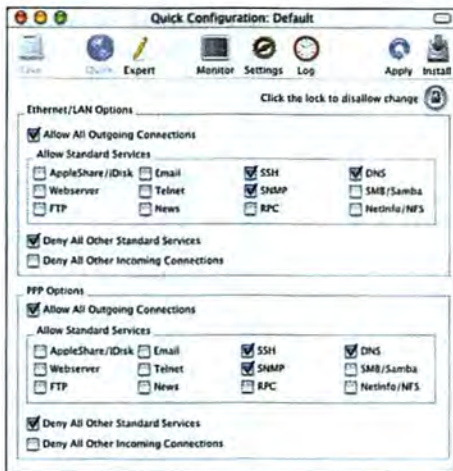 Quick Configuration: Default
Save Quick Expert Monitor Settings Log Apply Install
Click the lock to disallow change
Ethernet/LAN Options
Allow All Outgoing Connections
Allow Standard Services
AppleShare/iDisk Email SSH DNS
Webserver Telnet SNMP SMB/Samba
FTP News RPC NetInfo/NFS
Deny All Other Standard Services
Deny All Other Incoming Connections
PPP Options
Allow All Outgoing Connections
Allow Standard Services
AppleShare/iDisk Email SSH DNS
Webserver Telnet SNMP SMB/Samba
FTP News RPC NetInfo/NFS
Deny All Other Standard Services
Deny All Other Incoming Connections